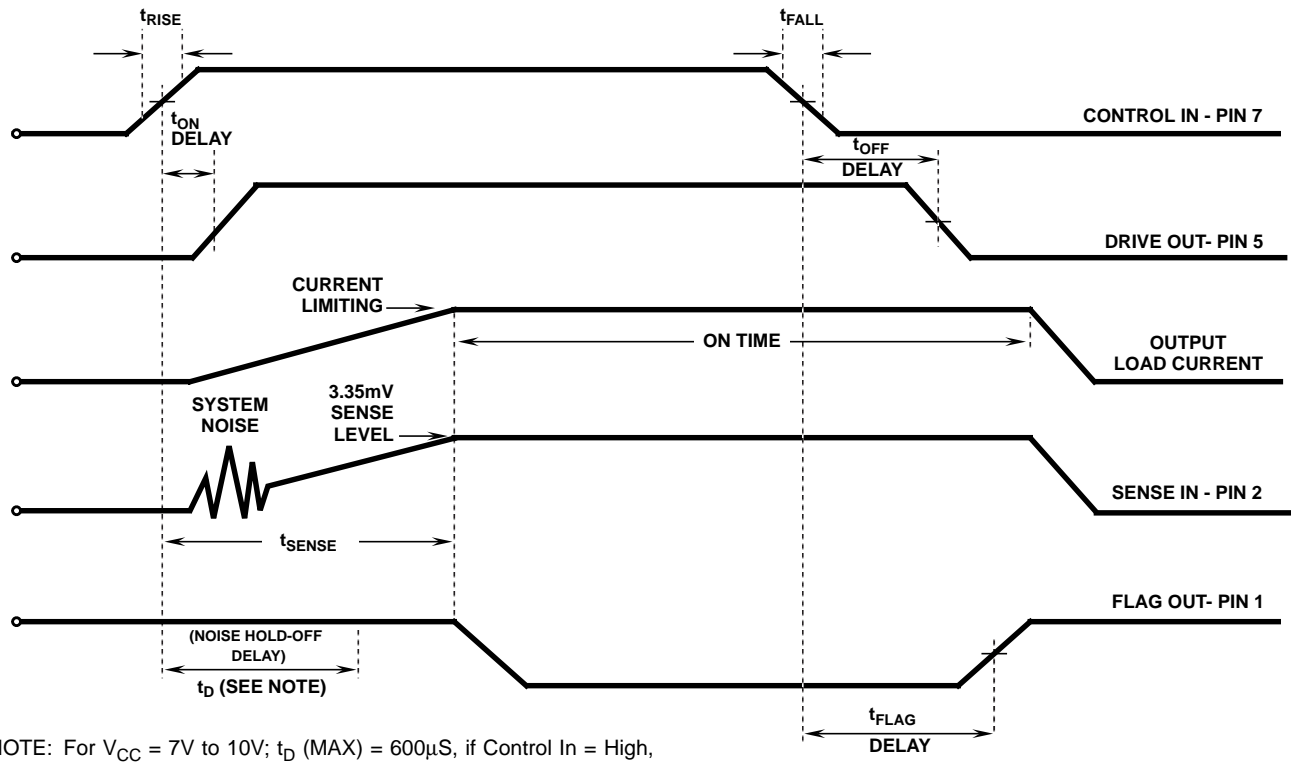 tRISE
tFALL
tON
DELAY
CONTROL IN - PIN 7
tOFF
DELAY
DRIVE OUT- PIN 5
CURRENT
LIMITING
ON TIME
OUTPUT
LOAD CURRENT
SYSTEM
NOISE
3.35mV
SENSE
LEVEL
SENSE IN - PIN 2
tSENSE
FLAG OUT- PIN 1
(NOISE HOLD-OFF
DELAY)
tD (SEE NOTE)
tFLAG
DELAY
OTE: For VCC = 7V to 10V; tD (MAX) = 600μS, if Control In = High,